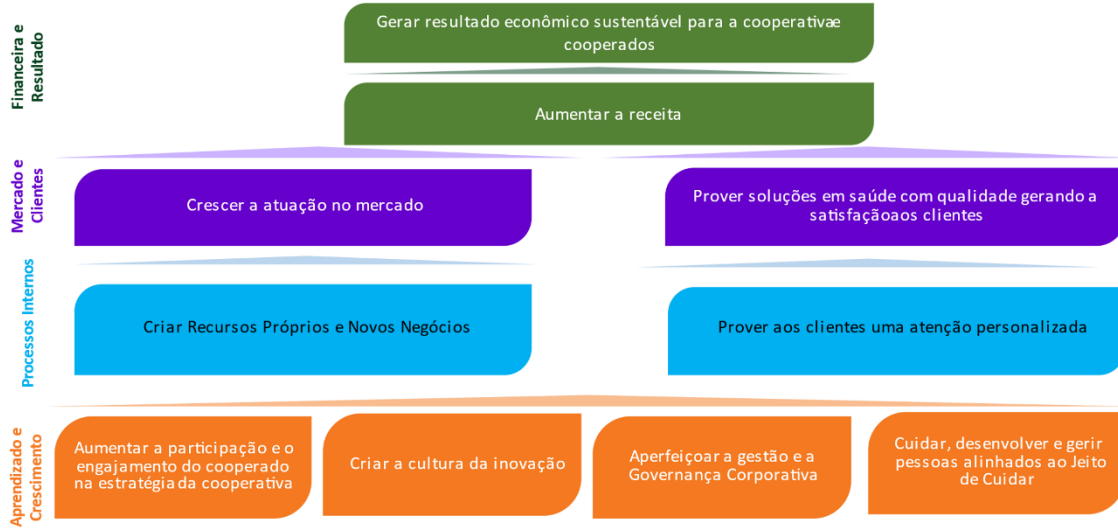 Financeira e
Resultado
Gerar resultado econômico sustentável para a cooperativae
cooperados
Aumentar a receita
Mercado e
Clientes
Crescer a atuação no mercado
Prover soluções em saúde com qualidade gerando a
satisfaçãoaos clientes
Processos Internos
Criar Recursos Próprios e Novos Negócios
Prover aos clientes uma atenção personalizada
Aprendizado e
Crescimento
Aumentar a participação e o
engajamento do cooperado
na estratégia da cooperativa
Criar a cultura da inovação
Aperfeiçoar a gestão e a
Governança Corporativa
Cuidar, desenvolver e gerir
pessoas alinhados ao Jeito
de Cuidar